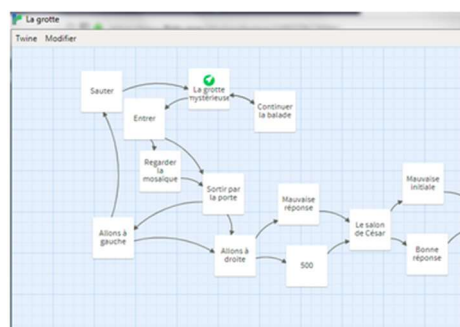 La grotte
Twine Modifier
Sauter
La grotte
mystérieuse
Continuer
la balade
Entrer
Regarder
la
mosaïque
Sortir par
la porte
Mauvaise
initiale
Mauvaise
réponse
Allons à
gauche
Le salon
de César
Allons à
droite
500
Bonne
réponse